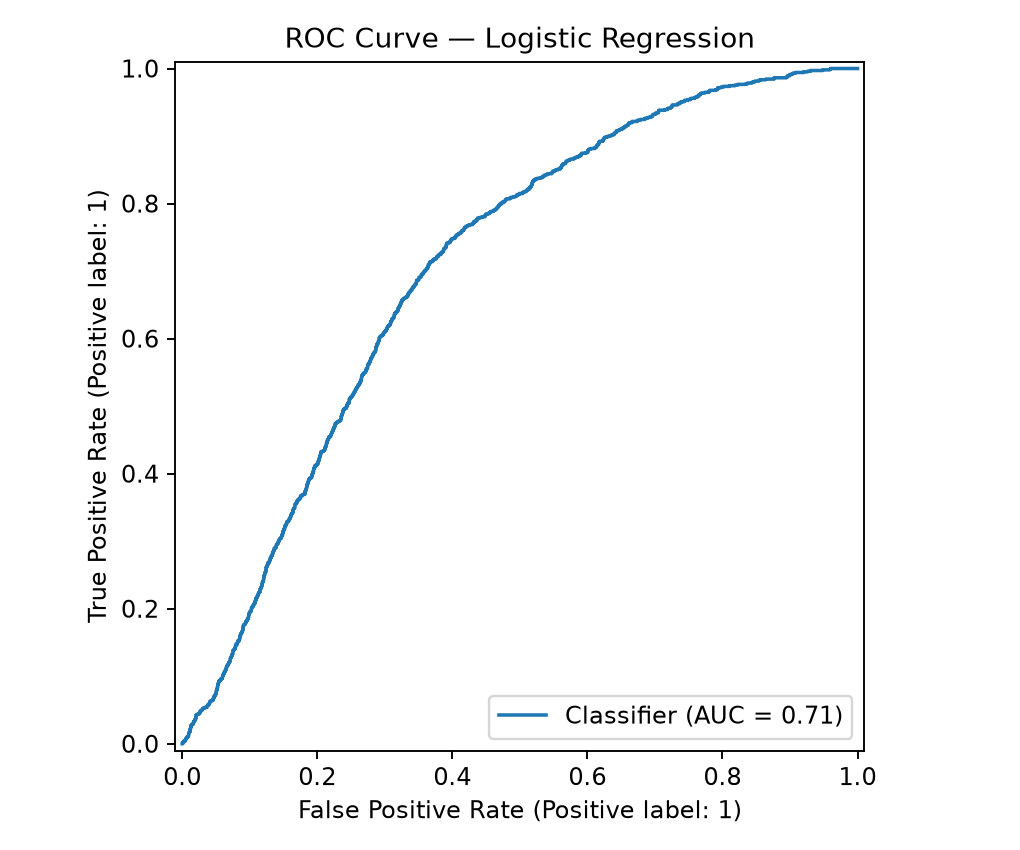 ROC Curve — Logistic Regression
True Positive Rate (Positive label: 1)
1.0
0.8
0.6
0.4
0.2
0.0
Classifier (AUC = 0.71)
0.0 0.2 0.4 0.6 0.8 1.0
False Positive Rate (Positive label: 1)